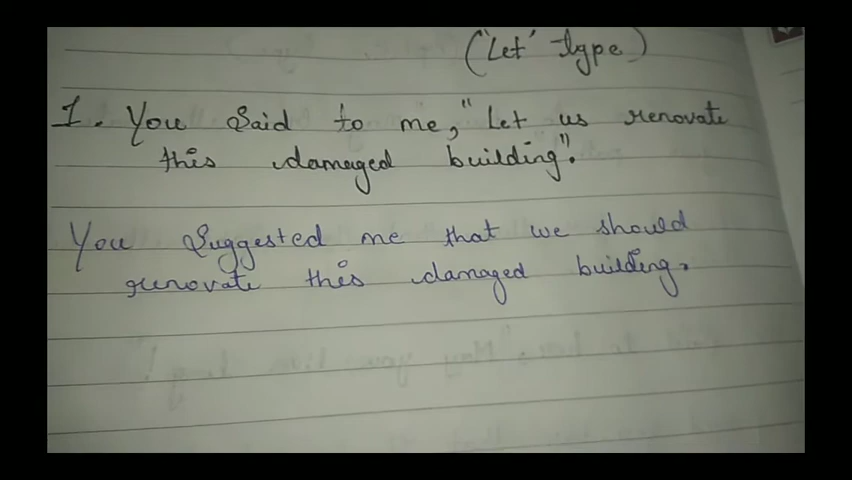 ('Let' type)
1. You said to me, "Let us renovate
this damaged building".
You suggested me that we should
renovate this damaged building.